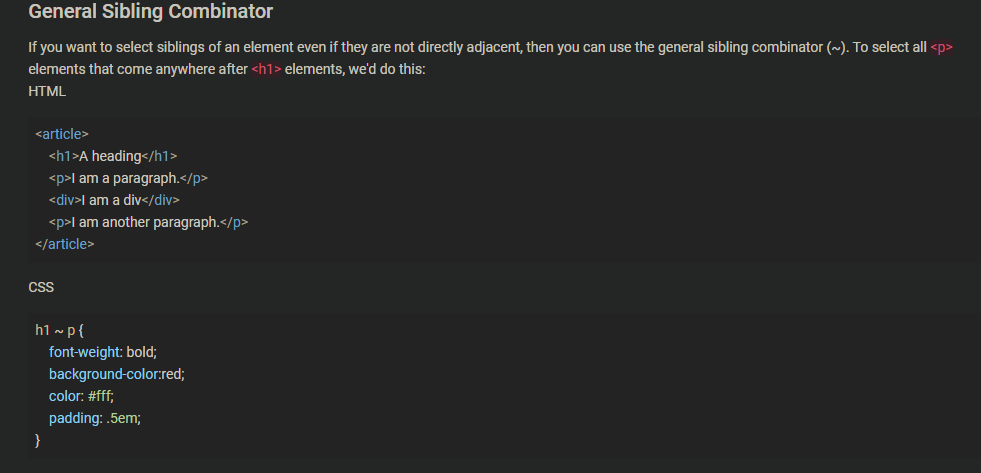 General Sibling Combinator
If you want to select siblings of an element even if they are not directly adjacent, then you can use the general sibling combinator (~). To select all <p>
elements that come anywhere after <h1> elements, we'd do this:
HTML
<article>
<h1>A heading</h1>
<p>I am a paragraph.</p>
<div>I am a div</div>
<p>I am another paragraph.</p>
</article>
CSS
h1 ~ p {
font-weight: bold;
background-color:red;
color: #fff;
padding: .5em;
}